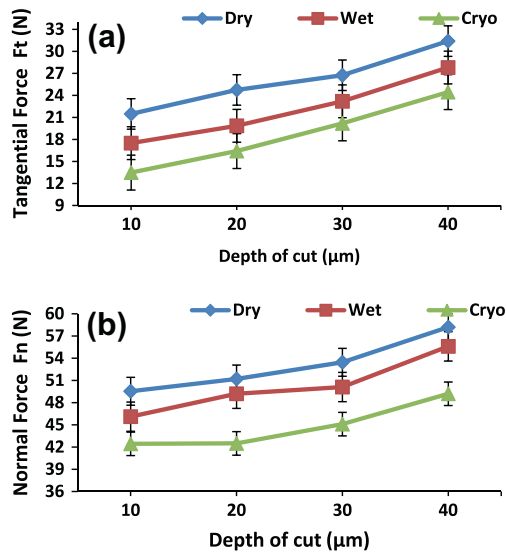 (a)
Dry Wet Cryo
Tangential Force Ft (N)
33
30
27
24
21
18
15
12
9
10 20 30 40
Depth of cut (µm)
(b)
Dry Wet Cryo
Normal Force Fn (N)
60
57
54
51
48
45
42
39
36
10 20 30 40
Depth of cut (µm)